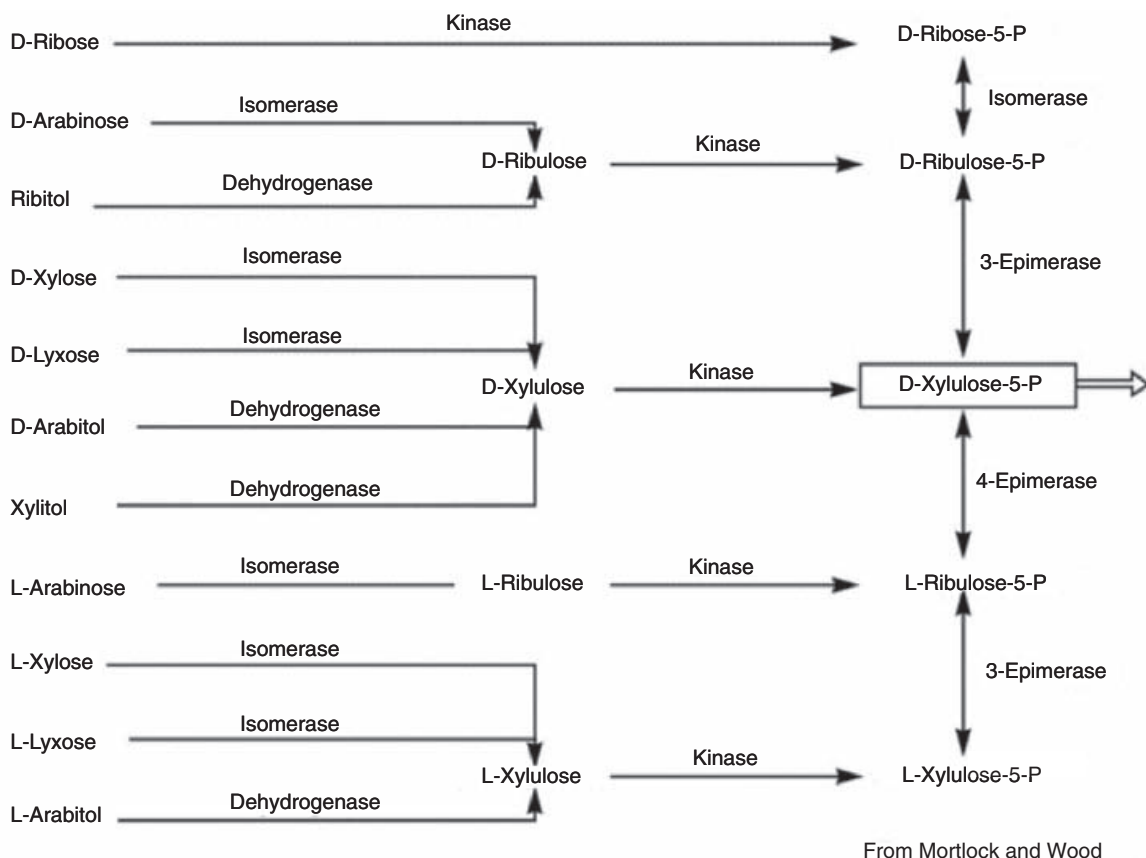 Kinase
D-Ribose
D-Ribose-5-P
Isomerase
Isomerase
D-Arabinose
D-Ribulose
Kinase
D-Ribulose-5-P
Dehydrogenase
Ribitol
Isomerase
D-Xylose
3-Epimerase
Isomerase
D-Lyxose
D-Xylulose
Kinase
D-Xylulose-5-P
Dehydrogenase
D-Arabitol
Dehydrogenase
Xylitol
4-Epimerase
Isomerase
L-Arabinose
L-Ribulose
Kinase
L-Ribulose-5-P
Isomerase
L-Xylose
3-Epimerase
Isomerase
L-Lyxose
L-Xylulose
Kinase
L-Xylulose-5-P
Dehydrogenase
L-Arabitol
From Mortlock and Wood